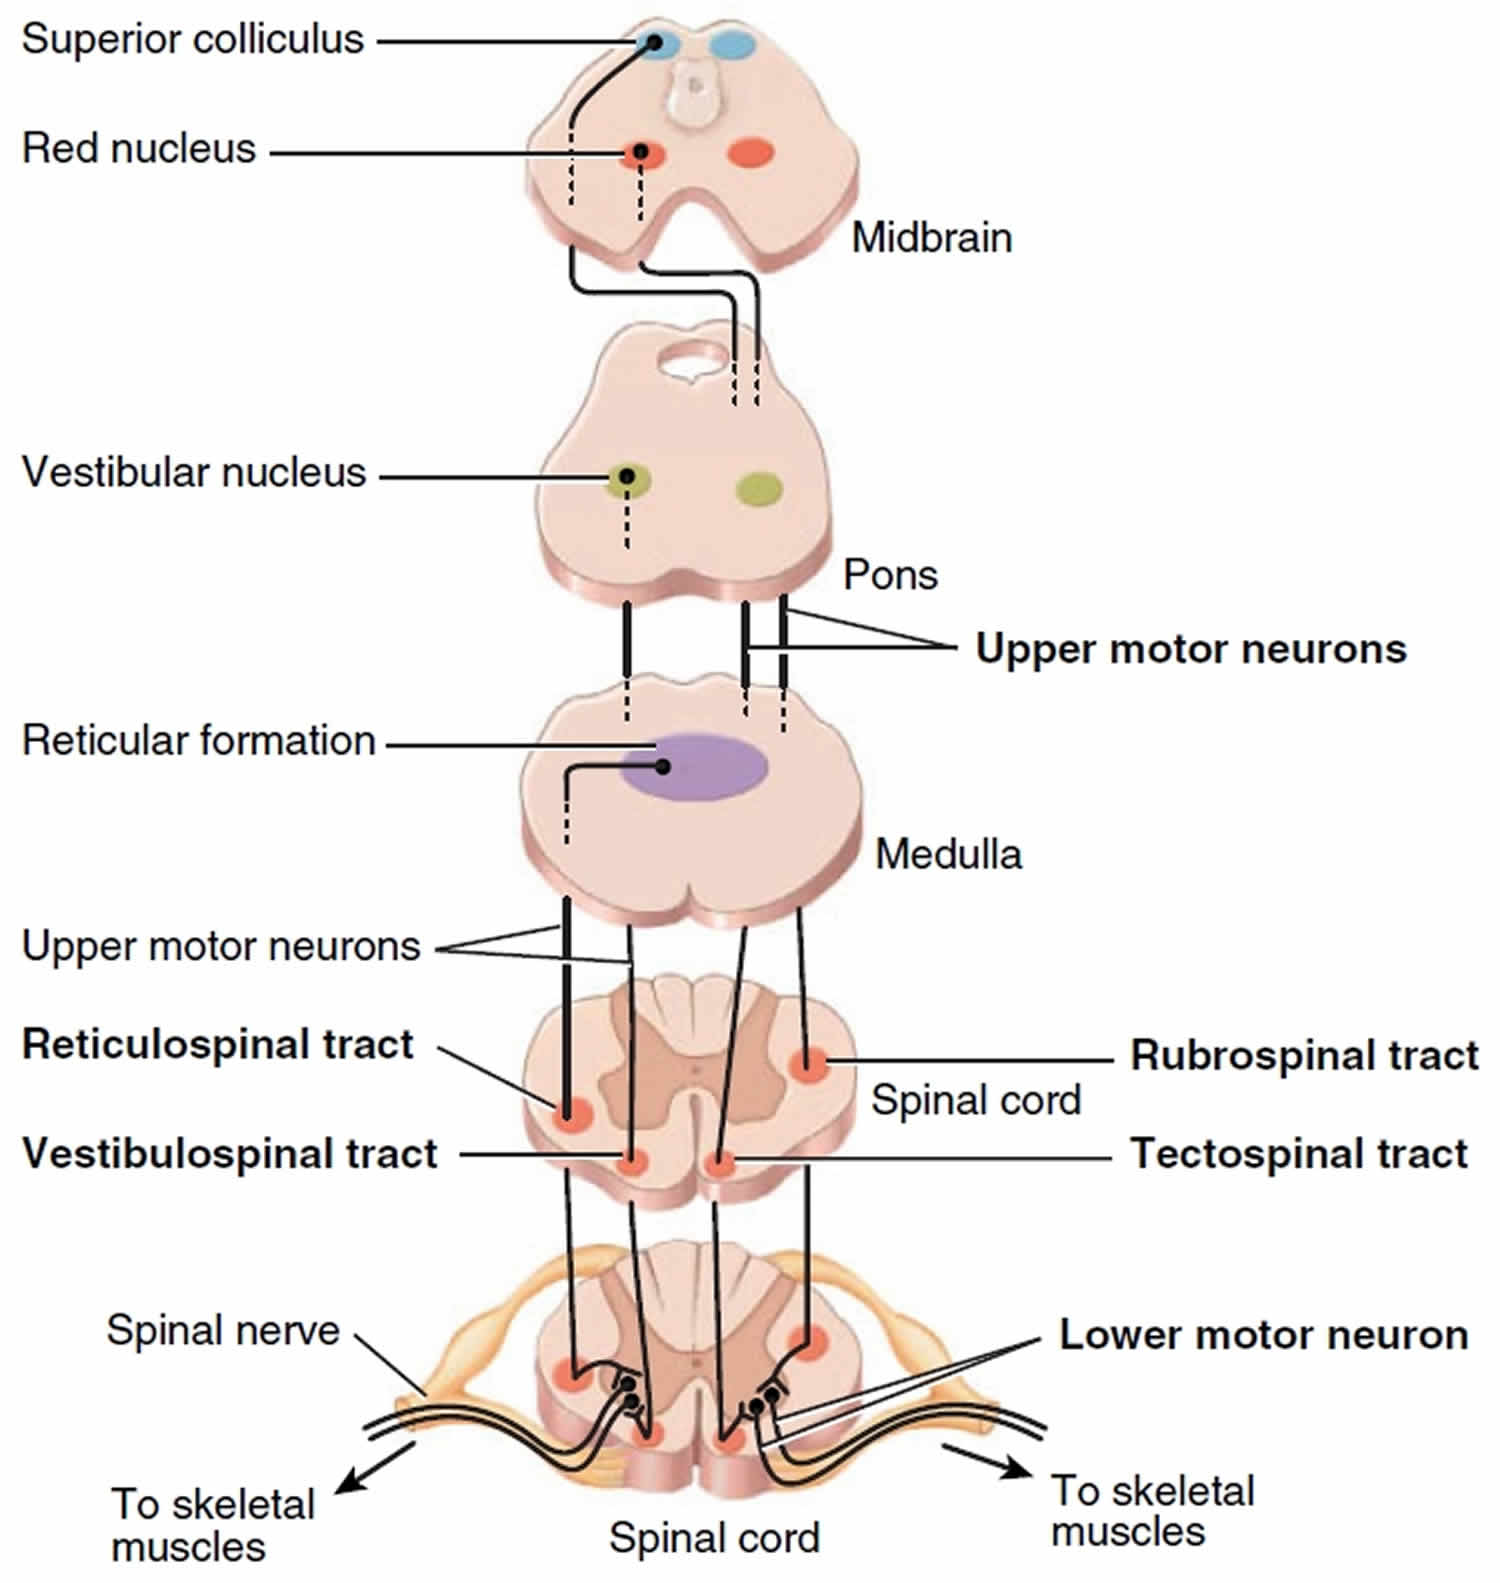 Superior colliculus
Red nucleus
Midbrain
Vestibular nucleus
Pons
Upper motor neurons
Reticular formation
Medulla
Upper motor neurons
Reticulospinal tract
Rubrospinal tract
Spinal cord
Vestibulospinal tract
Tectospinal tract
Spinal nerve
Lower motor neuron
To skeletal
muscles
To skeletal
muscles
Spinal cord